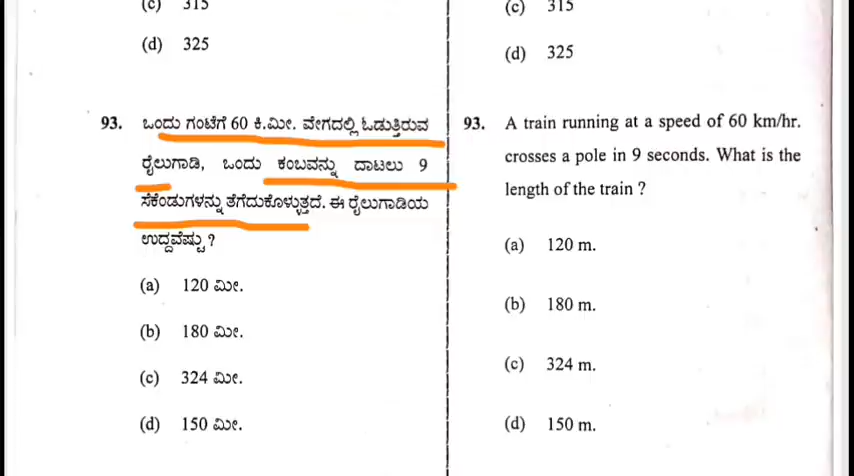 (c) 315
(d) 325
93. ಒಂದು ಗಂಟೆಗೆ 60 ಕಿ.ಮೀ. ವೇಗದಲ್ಲಿ ಓಡುತ್ತಿರುವ
ರೈಲುಗಾಡಿ, ಒಂದು ಕಂಬವನ್ನು ದಾಟಲು 9
ಸೆಕೆಂಡುಗಳನ್ನು ತೆಗೆದುಕೊಳ್ಳುತ್ತದೆ. ಈ ರೈಲುಗಾಡಿಯ
ಉದ್ದವೆಷ್ಟು ?
(a) 120 ಮೀ.
(b) 180 ಮೀ.
(c) 324 ಮೀ.
(d) 150 ಮೀ.
(c) 315
(d) 325
93. A train running at a speed of 60 km/hr.
crosses a pole in 9 seconds. What is the
length of the train ?
(a) 120 m.
(b) 180 m.
(c) 324 m.
(d) 150 m.